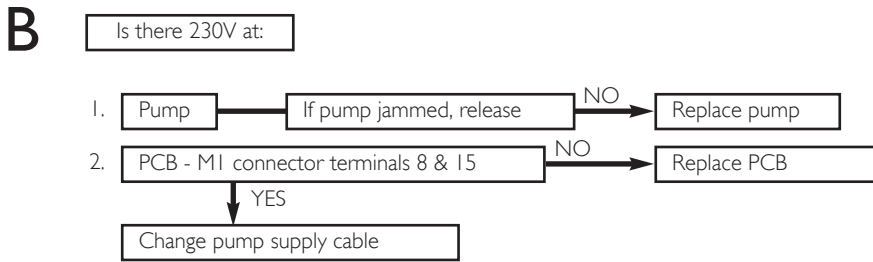 B
Is there 230V at:
1. Pump If pump jammed, release NO Replace pump
2. PCB - M1 connector terminals 8 & 15 NO Replace PCB
YES
Change pump supply cable